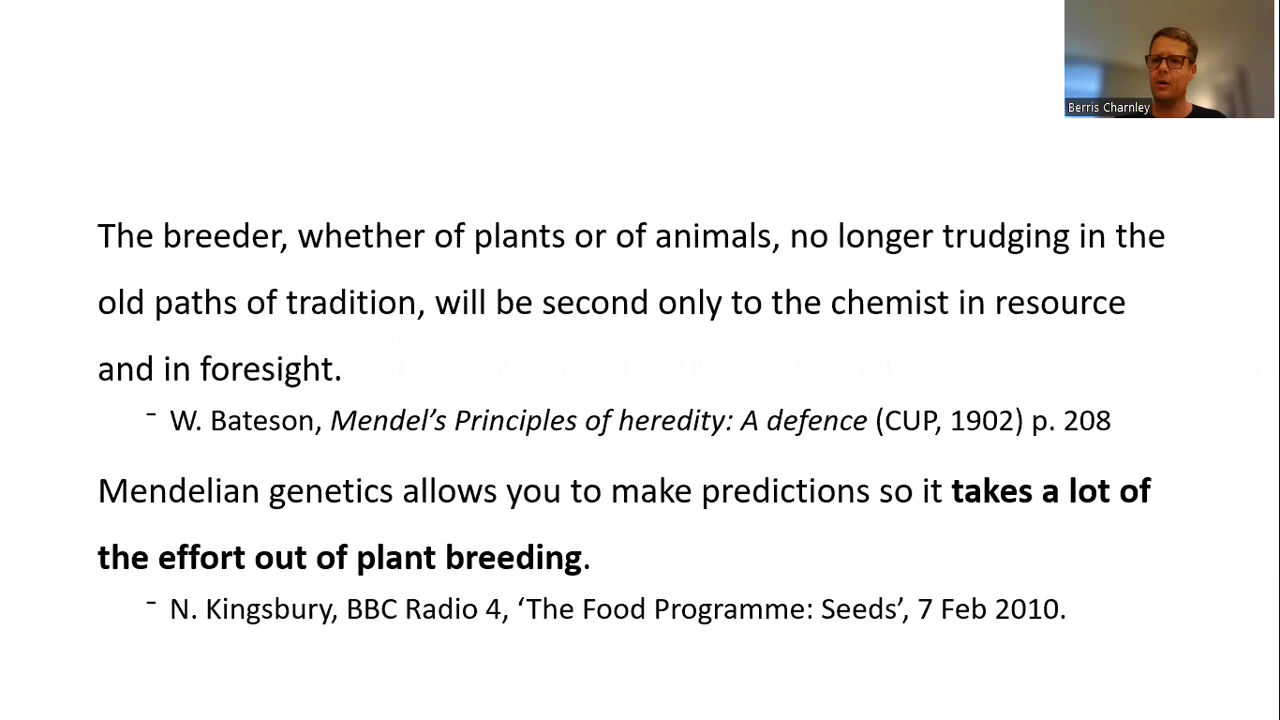 Berris Charnley
The breeder, whether of plants or of animals, no longer trudging in the
old paths of tradition, will be second only to the chemist in resource
and in foresight.
⁻ W. Bateson, Mendel’s Principles of heredity: A defence (CUP, 1902) p. 208
Mendelian genetics allows you to make predictions so it takes a lot of
the effort out of plant breeding.
⁻ N. Kingsbury, BBC Radio 4, ‘The Food Programme: Seeds’, 7 Feb 2010.